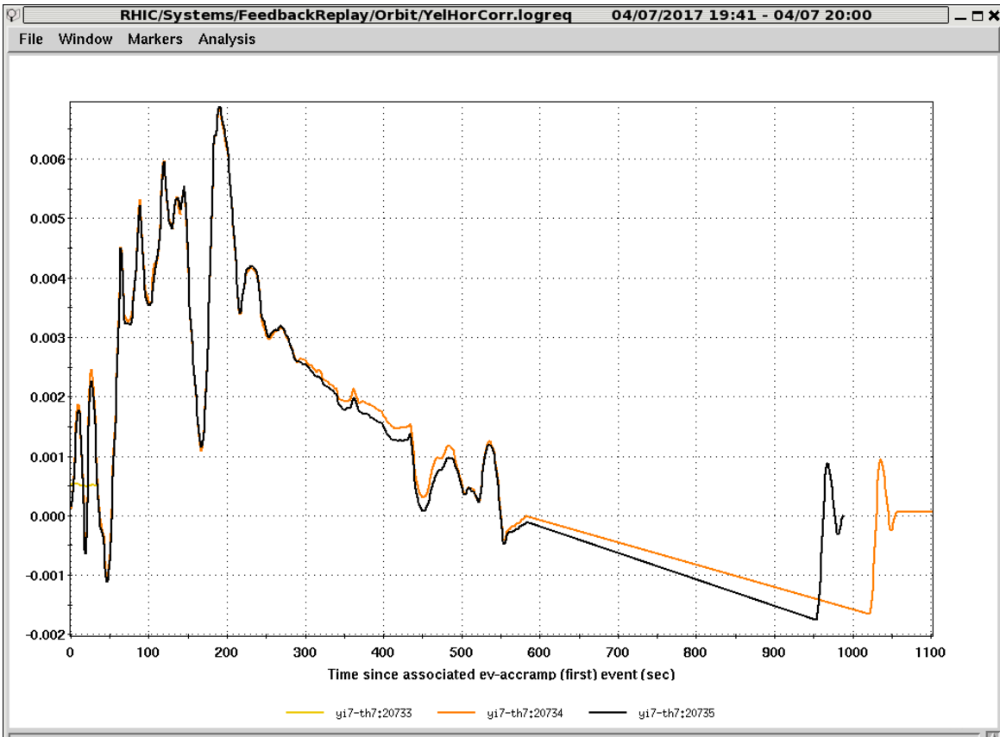 RHIC/Systems/FeedbackReplay/Orbit/YelHorCorr.logreq 04/07/2017 19:41 - 04/07 20:00
File Window Markers Analysis
0.006
0.005
0.004
0.003
0.002
0.001
0.000
-0.001
-0.002
0 100 200 300 400 500 600 700 800 900 1000 1100
Time since associated ev-accramp (first) event (sec)
yi7-th7:20733 yi7-th7:20734 yi7-th7:20735